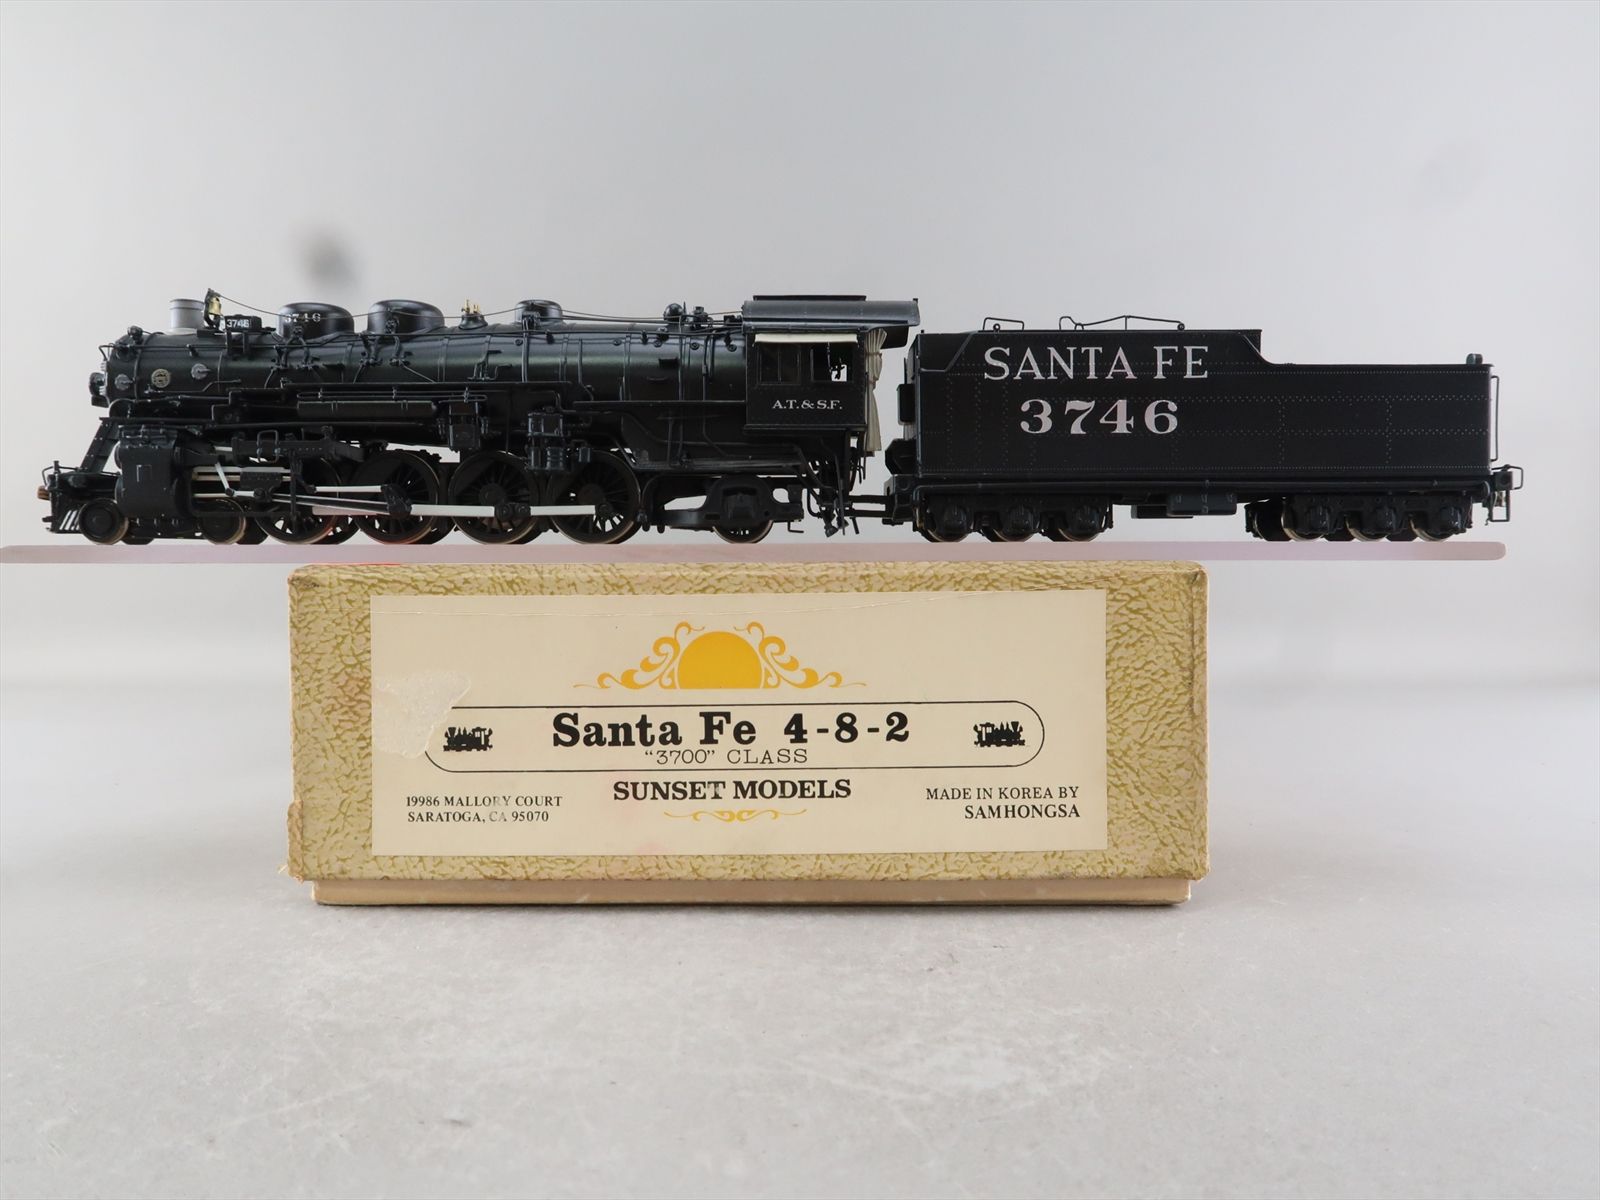 3746
3746
A.T.& S.F.
SANTA FE
3746
Santa Fe 4-8-2
"3700" CLASS
SUNSET MODELS
19986 MALLORY COURT
SARATOGA, CA 95070
MADE IN KOREA BY
SAMHONGSA